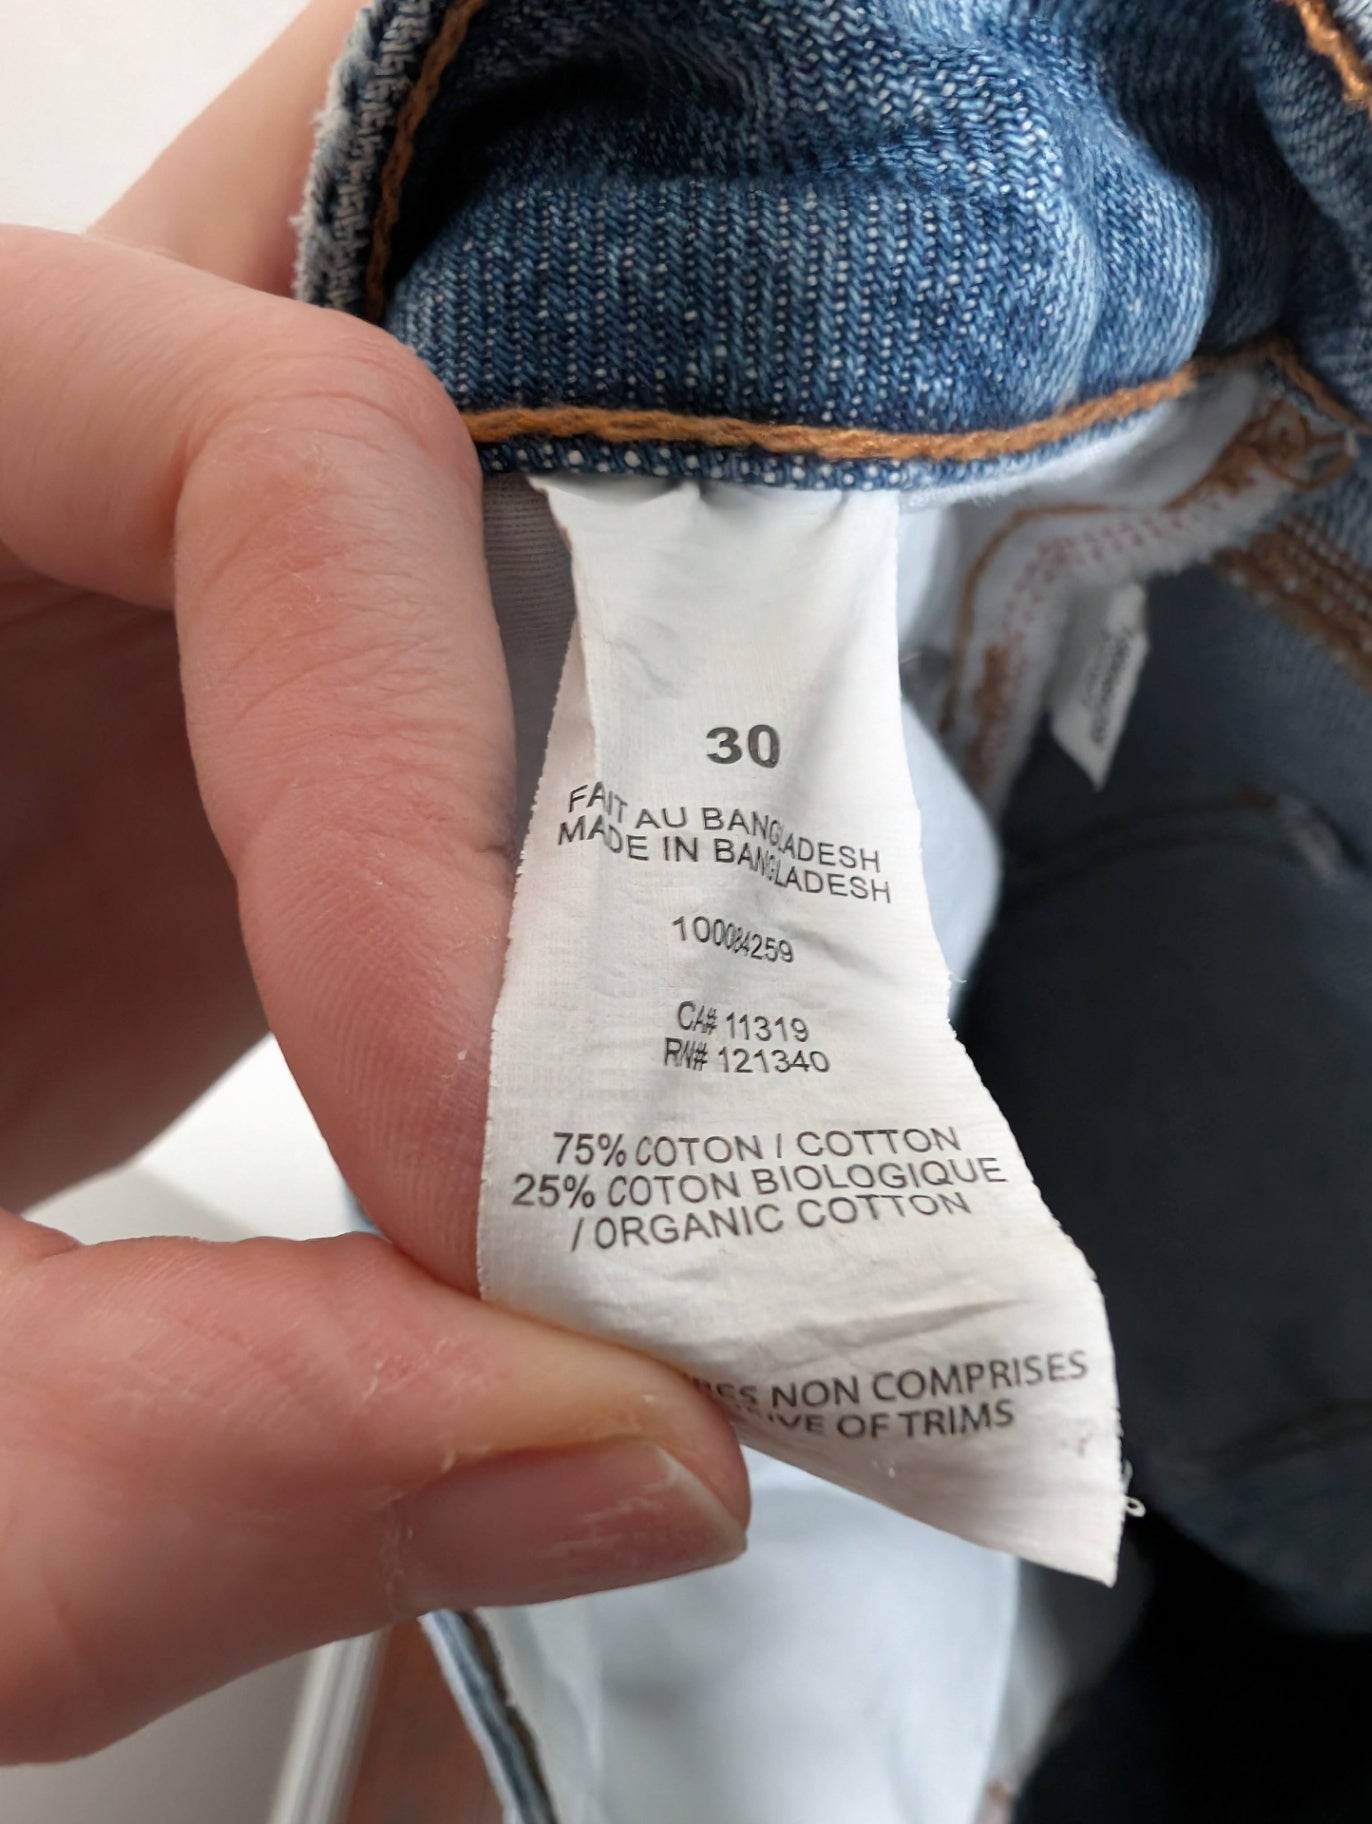 30
FAIT AU BANGLADESH
MADE IN BANGLADESH
100084259
CA# 11319
RN# 121340
75% COTON / COTTON
25% COTON BIOLOGIQUE
/ ORGANIC COTTON
NON COMPRISES
OF TRIMS